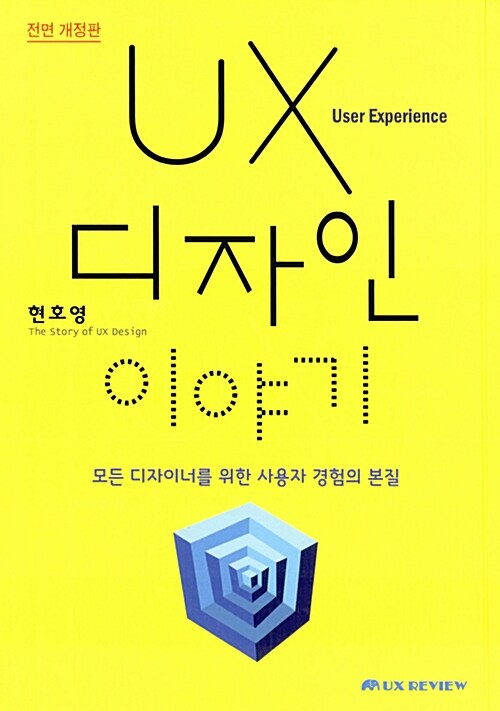 전면 개정판
UX
User Experience
디자인
현호영
The Story of UX Design
이야기
모든 디자이너를 위한 사용자 경험의 본질
UX REVIEW